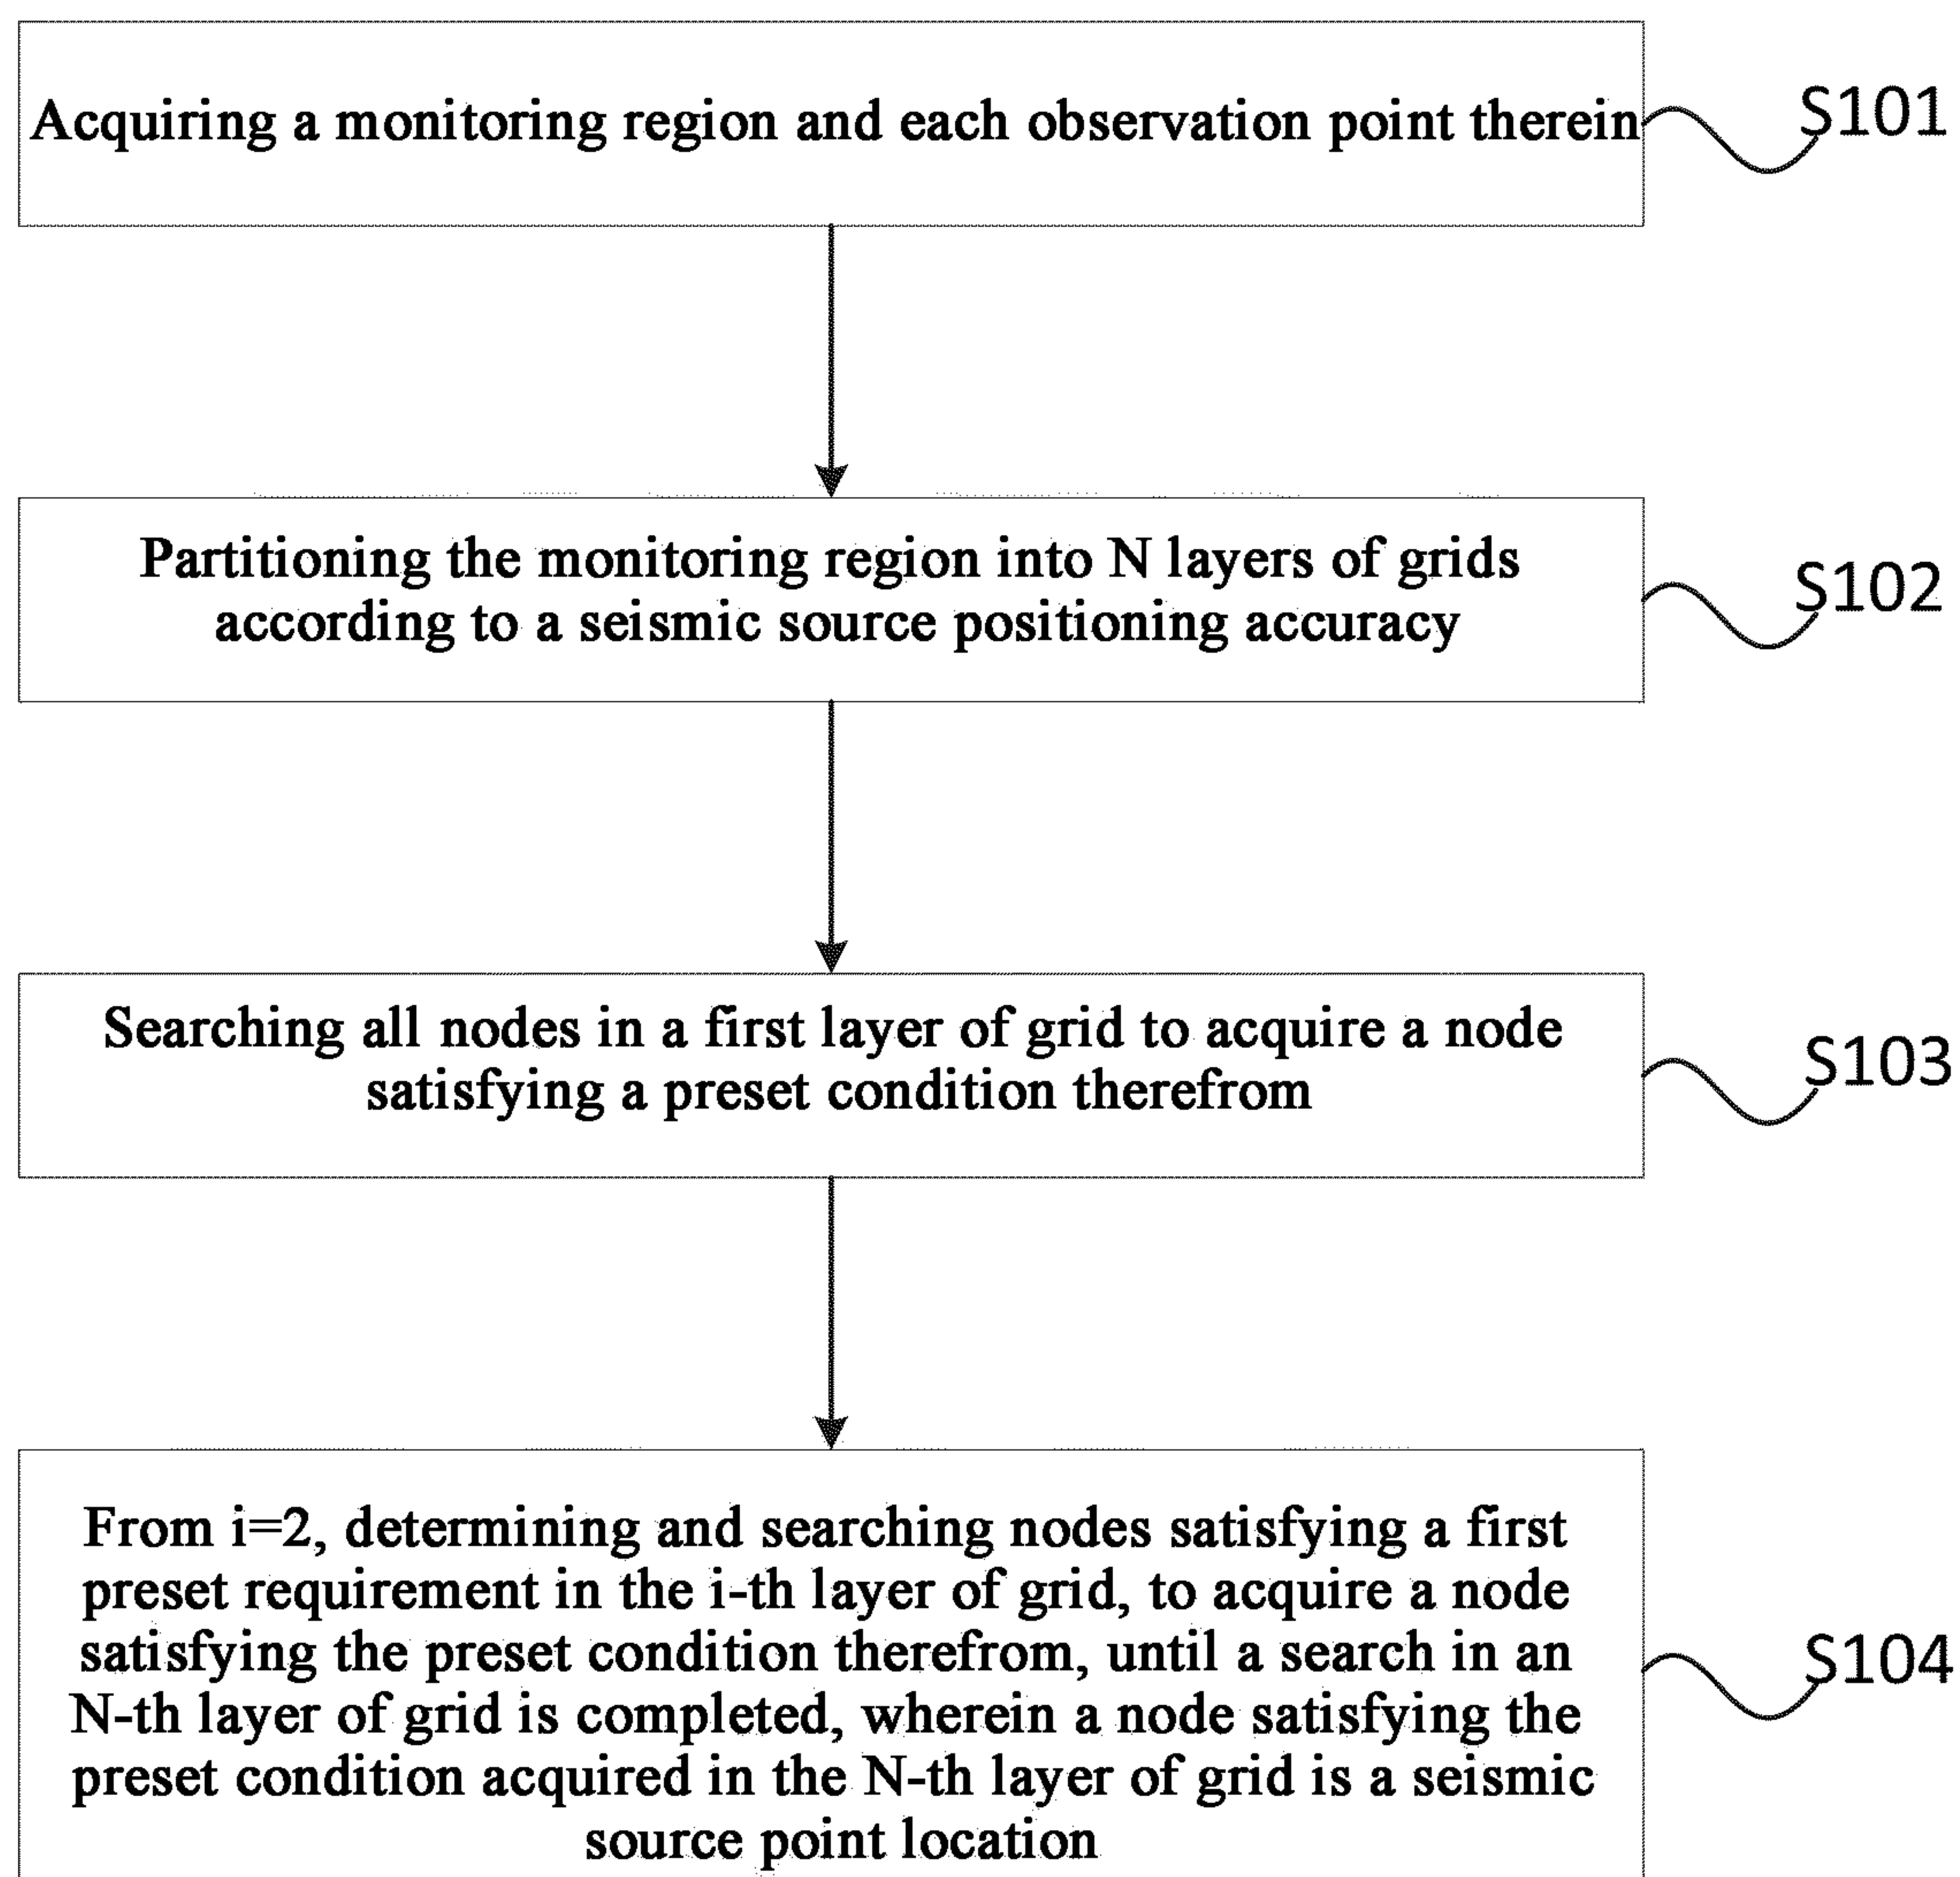 Acquiring a monitoring region and each observation point therein
S101
Partitioning the monitoring region into N layers of grids
according to a seismic source positioning accuracy
S102
Searching all nodes in a first layer of grid to acquire a node
satisfying a preset condition therefrom
S103
From i=2, determining and searching nodes satisfying a first
preset requirement in the i-th layer of grid, to acquire a node
satisfying the preset condition therefrom, until a search in an
N-th layer of grid is completed, wherein a node satisfying the
preset condition acquired in the N-th layer of grid is a seismic
source point location
S104